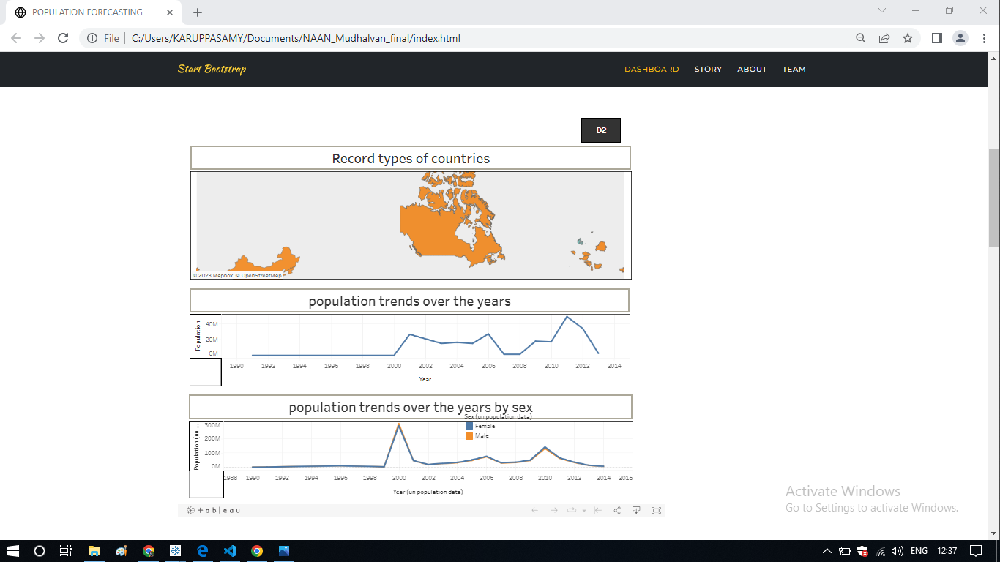 POPULATION FORECASTING
File C:/Users/KARUPPASAMY/Documents/NAAN_Mudhalvan_final/index.html
Start Bootstrap DASHBOARD STORY ABOUT TEAM
D2
Record types of countries
© 2023 Mapbox © OpenStreetMap
population trends over the years
Population
40M
20M
0M
1990 1992 1994 1996 1998 2000 2002 2004 2006 2008 2010 2012 2014
Year
population trends over the years by sex
Sex (un population data)
Female
Male
Population (un ...
300M
200M
100M
0M
1988 1990 1992 1994 1996 1998 2000 2002 2004 2006 2008 2010 2012 2014 2016
Year (un population data)
+ableau
Activate Windows
Go to Settings to activate Windows.
ENG 12:37